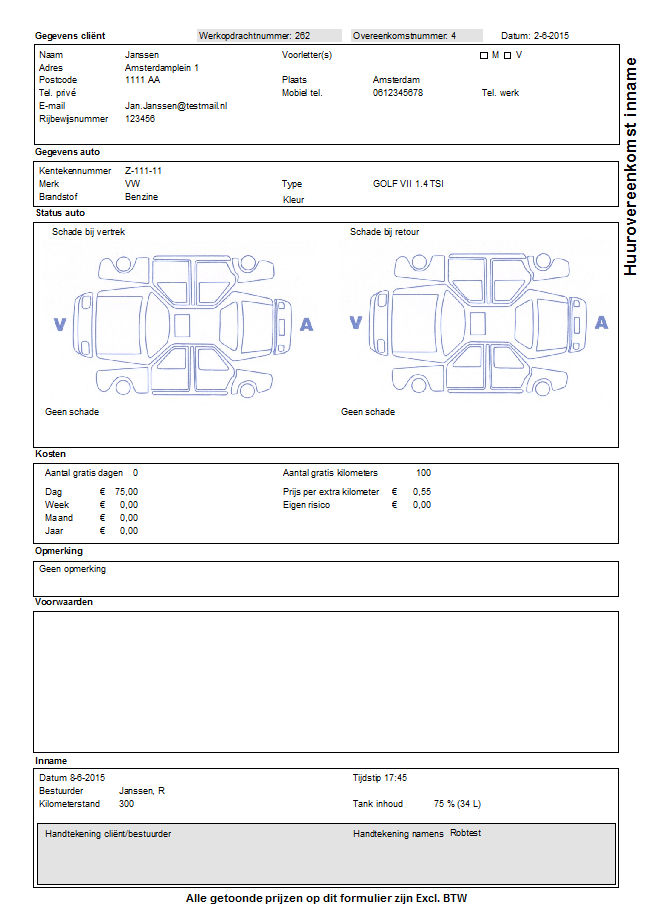 Gegevens cliënt Werkopdrachtnummer: 262 Overeenkomstnummer: 4 Datum: 2-6-2015
Huurovereenkomst inname
Naam Janssen Voorletter(s) M V
Adres Amsterdamplein 1
Postcode 1111 AA Plaats Amsterdam
Tel. privé Mobiel tel. 0612345678 Tel. werk
E-mail Jan.Janssen@testmail.nl
Rijbewijsnummer 123456
Gegevens auto
Kentekennummer Z-111-11
Merk VW Type GOLF VII 1.4 TSI
Brandstof Benzine Kleur
Status auto
Schade bij vertrek Schade bij retour
V A V A
Geen schade Geen schade
Kosten
Aantal gratis dagen 0 Aantal gratis kilometers 100
Dag € 75,00 Prijs per extra kilometer € 0,55
Week € 0,00 Eigen risico € 0,00
Maand € 0,00
Jaar € 0,00
Opmerking
Geen opmerking
Voorwaarden
Inname
Datum 8-6-2015 Tijdstip 17:45
Bestuurder Janssen, R
Kilometerstand 300 Tank inhoud 75 % (34 L)
Handtekening cliënt/bestuurder Handtekening namens Robtest
Alle getoonde prijzen op dit formulier zijn Excl. BTW